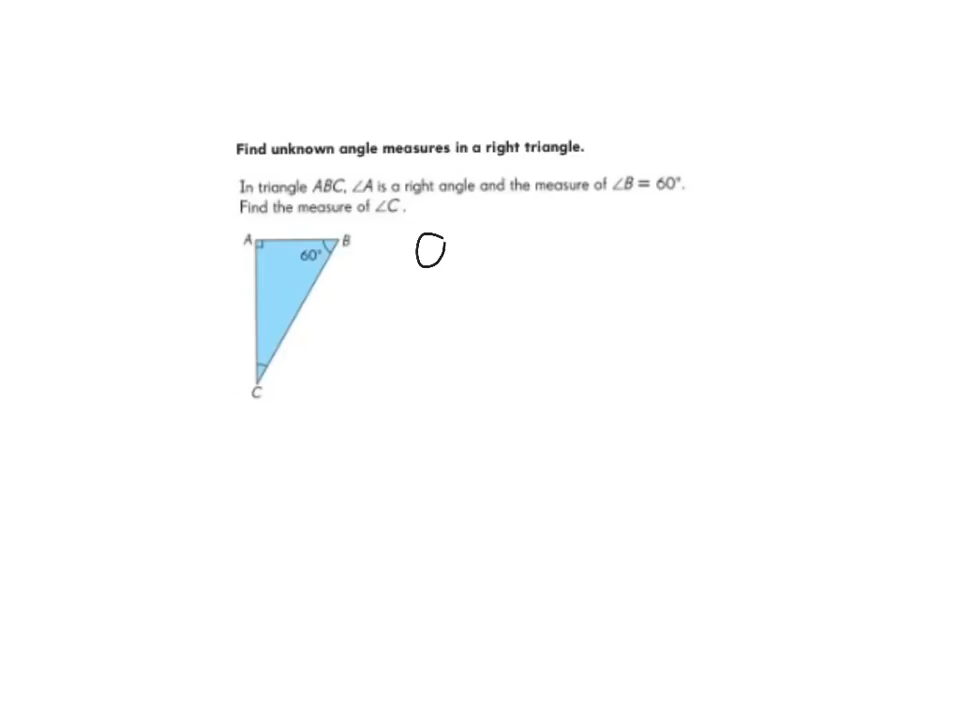 Find unknown angle measures in a right triangle.
In triangle ABC, ∠A is a right angle and the measure of ∠B = 60°.
Find the measure of ∠C.
A
B
60°
0
C